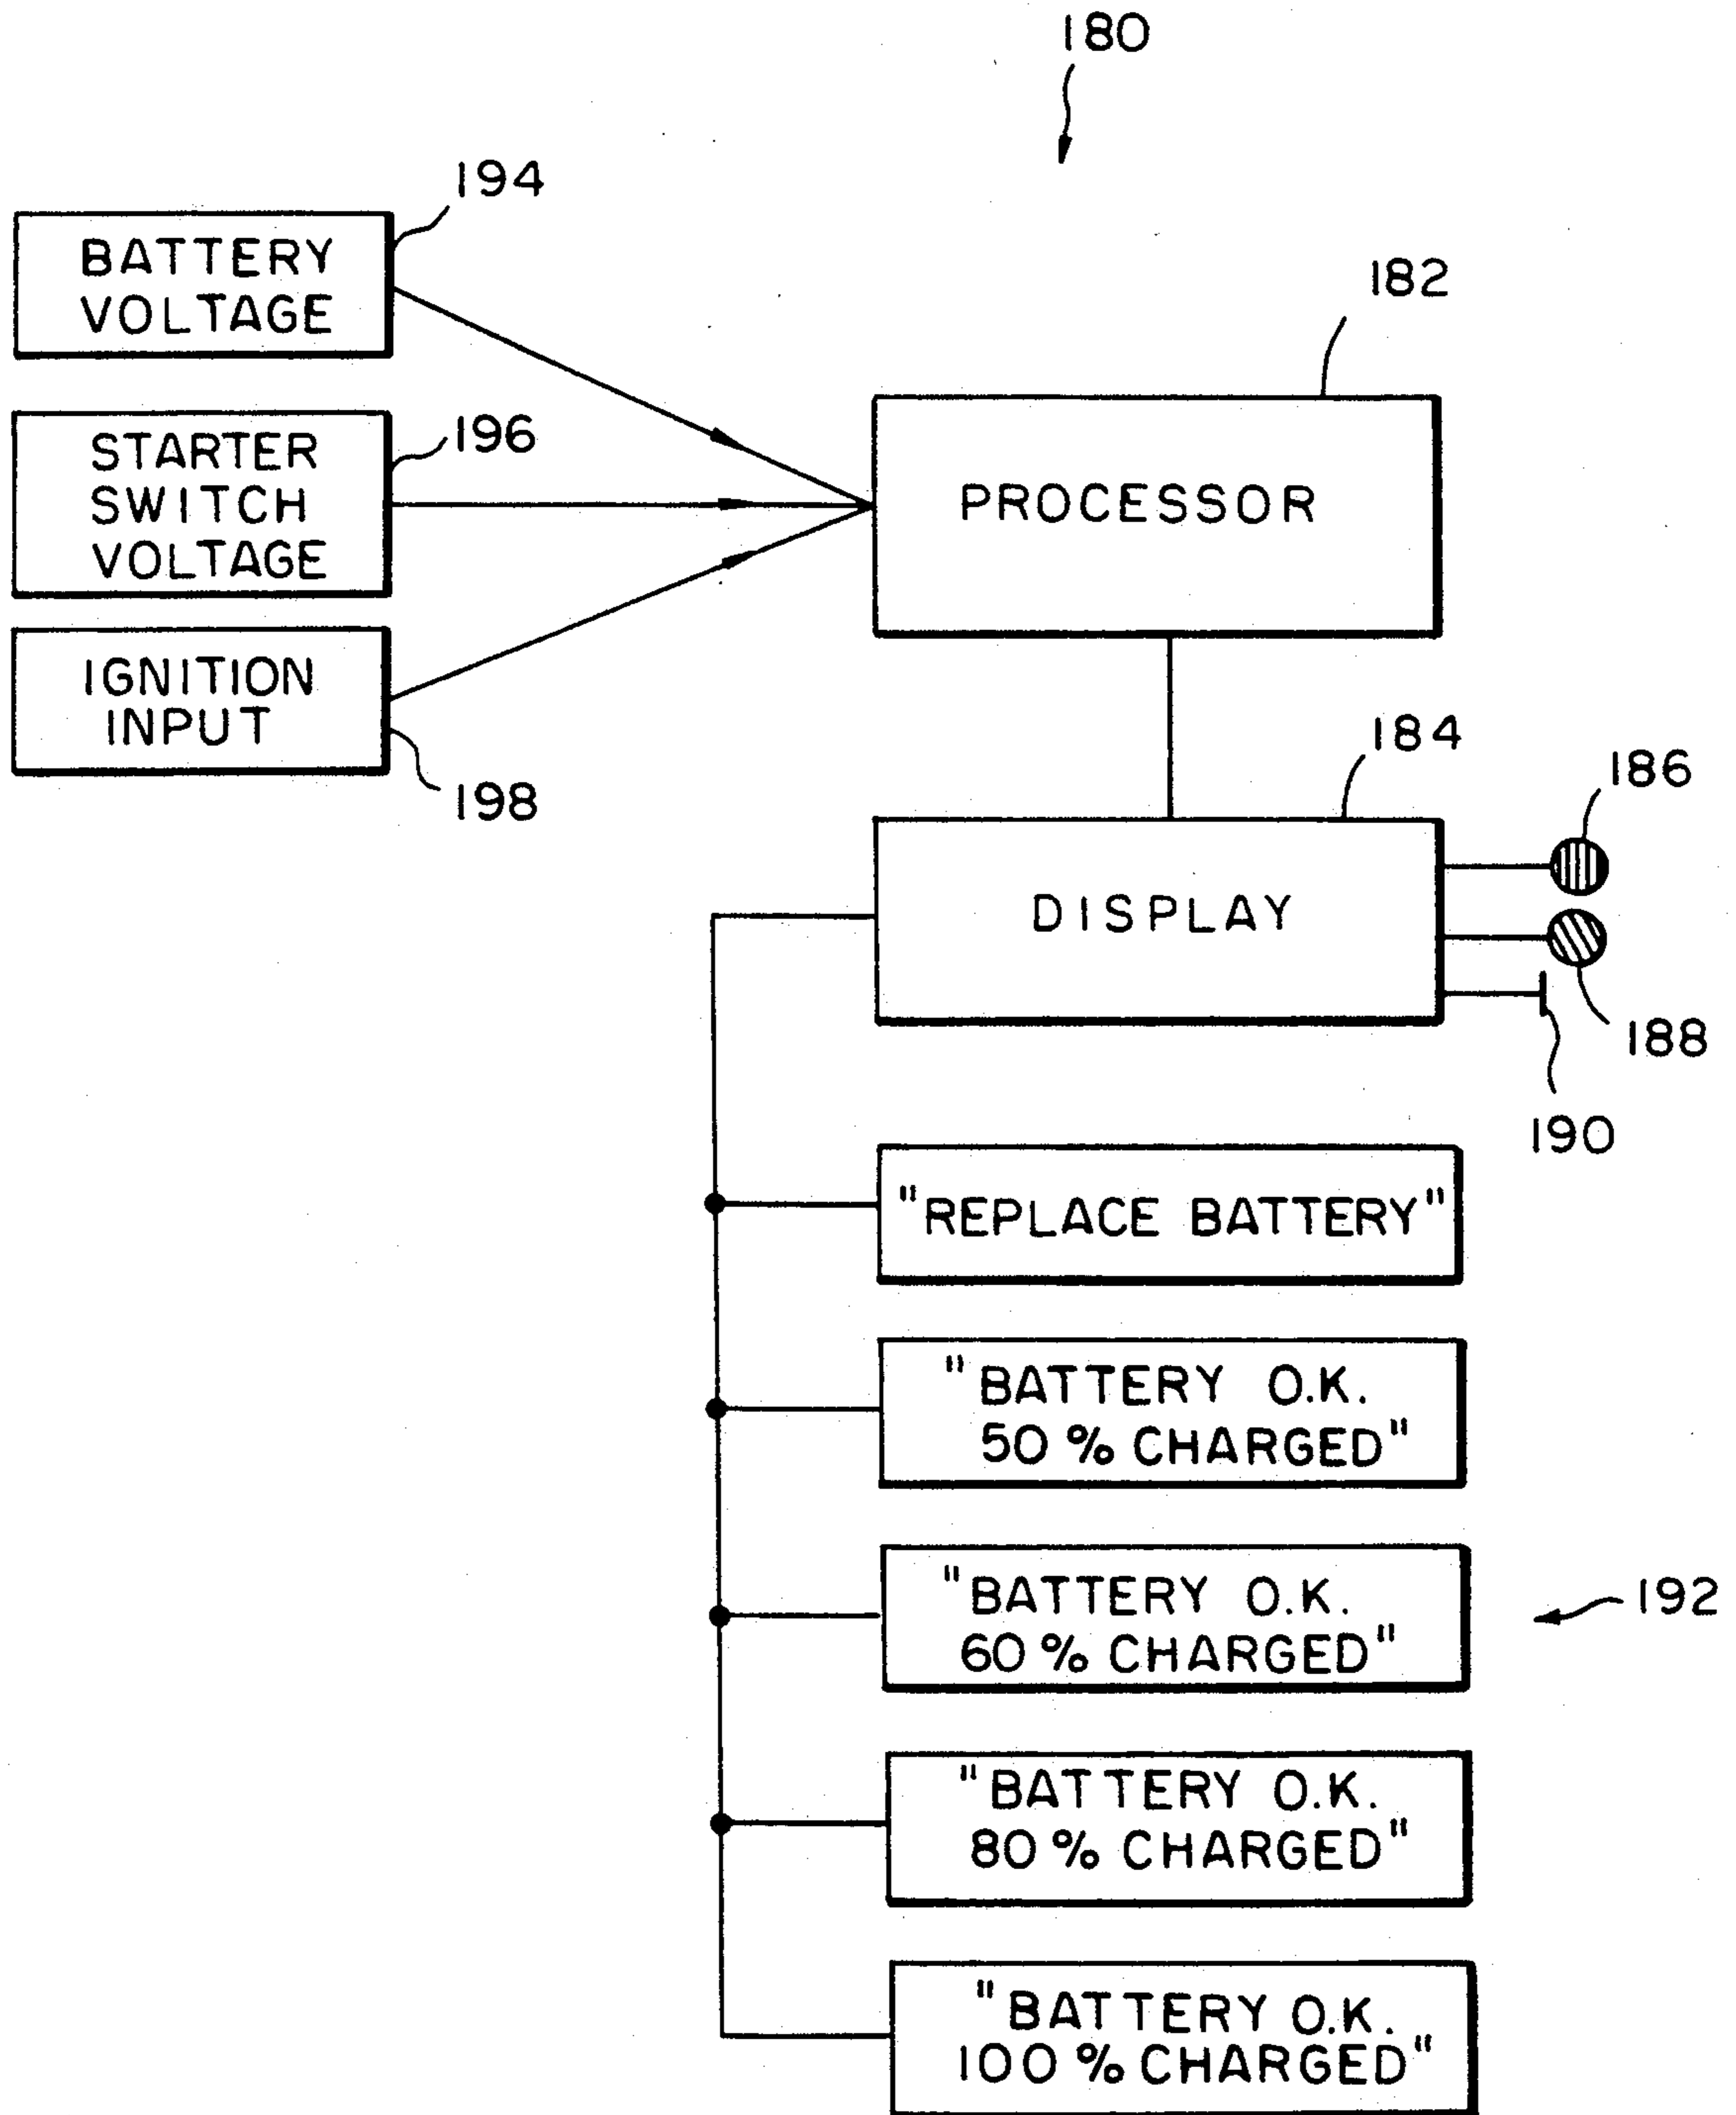 180
194
BATTERY
VOLTAGE
182
STARTER
SWITCH
VOLTAGE
196
PROCESSOR
IGNITION
INPUT
198
184
186
DISPLAY
188
190
"REPLACE BATTERY"
"BATTERY O.K.
50% CHARGED"
"BATTERY O.K.
60% CHARGED"
192
"BATTERY O.K.
80% CHARGED"
"BATTERY O.K.
100% CHARGED"